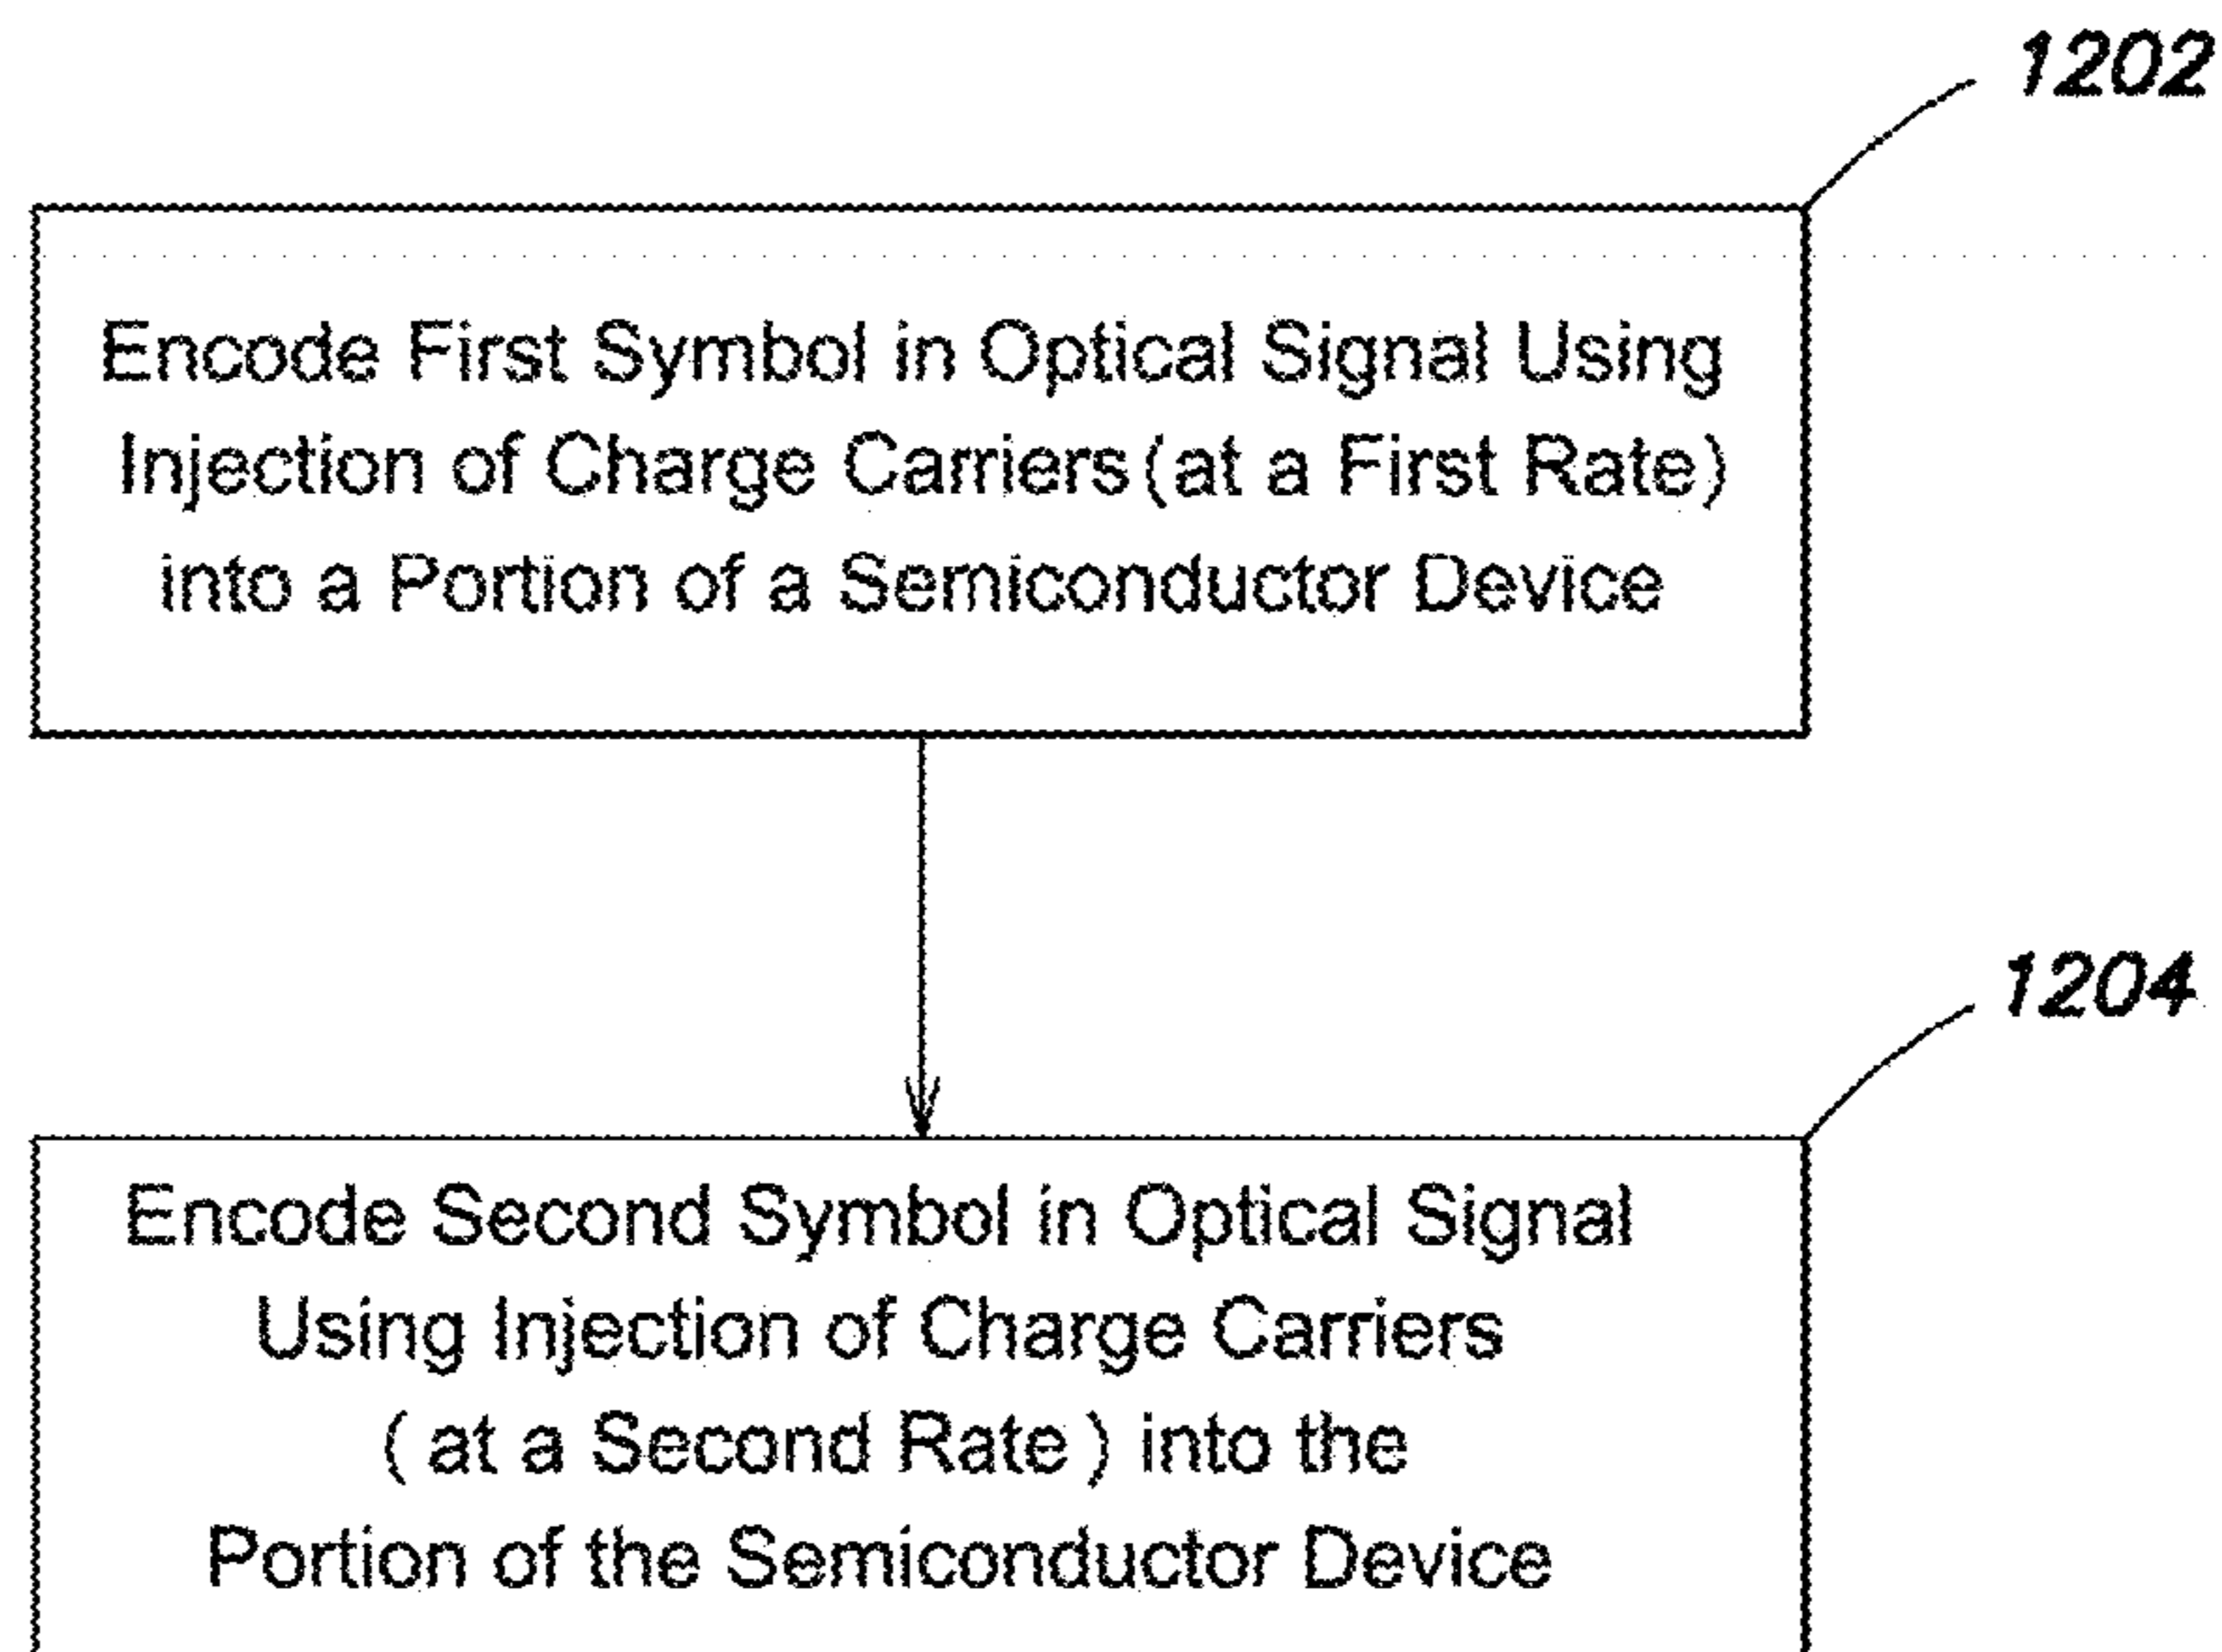 1202
Encode First Symbol in Optical Signal Using
Injection of Charge Carriers (at a First Rate)
into a Portion of a Semiconductor Device
1204
Encode Second Symbol in Optical Signal
Using Injection of Charge Carriers
( at a Second Rate ) into the
Portion of the Semiconductor Device